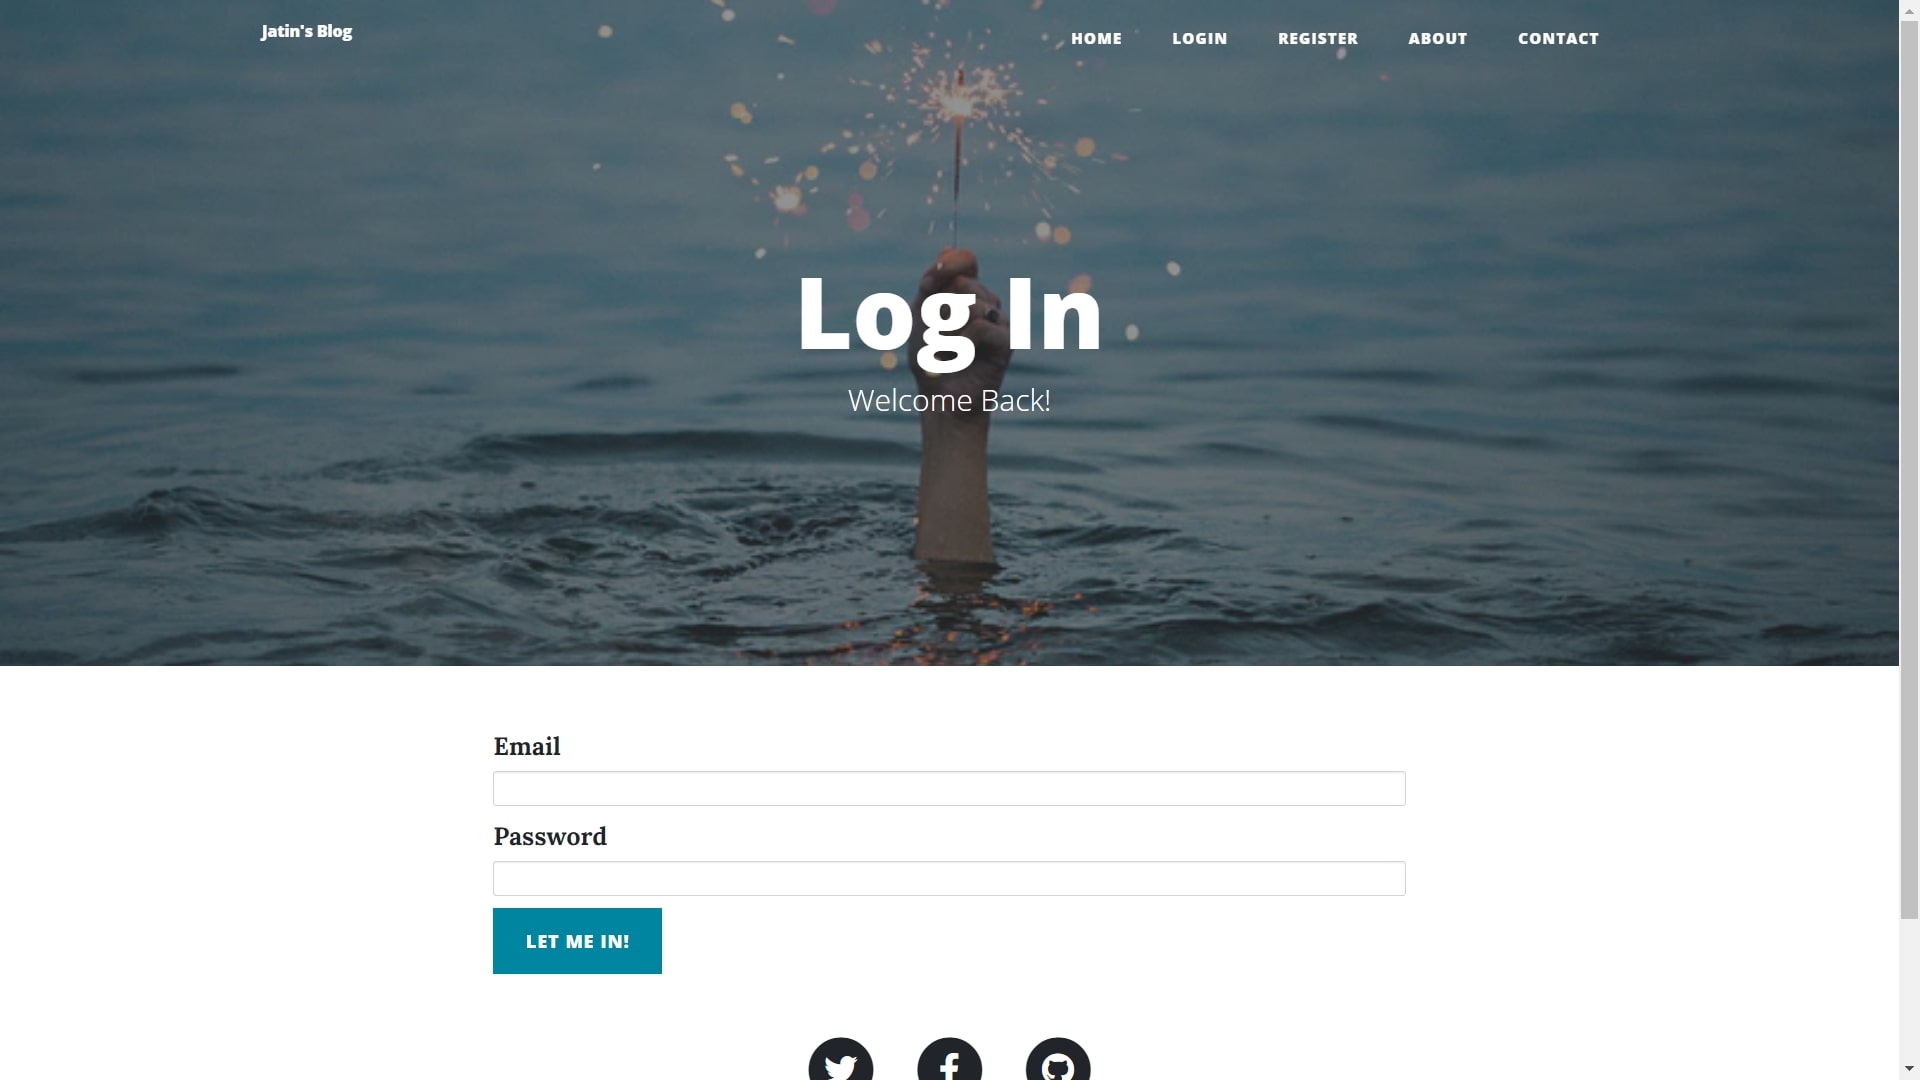 Jatin's Blog
HOME LOGIN REGISTER ABOUT CONTACT
Log In
Welcome Back!
Email
Password
LET ME IN!